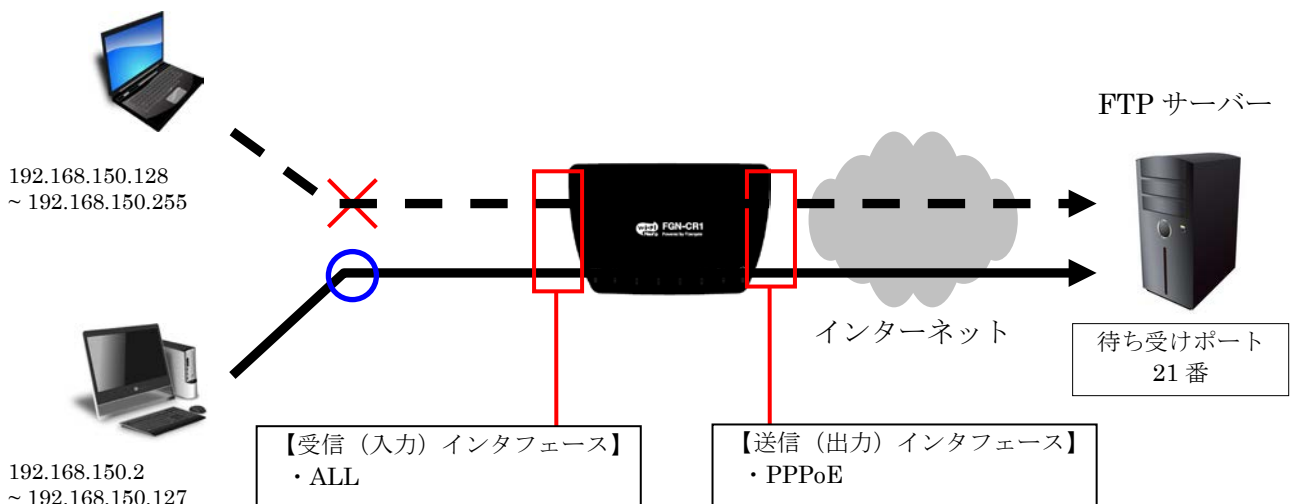 FTP サーバー
192.168.150.128
~ 192.168.150.255
FGN-CR1
インターネット
待ち受けポート
21 番
【受信（入力）インタフェース】
・ALL
【送信（出力）インタフェース】
・PPPoE
192.168.150.2
~ 192.168.150.127